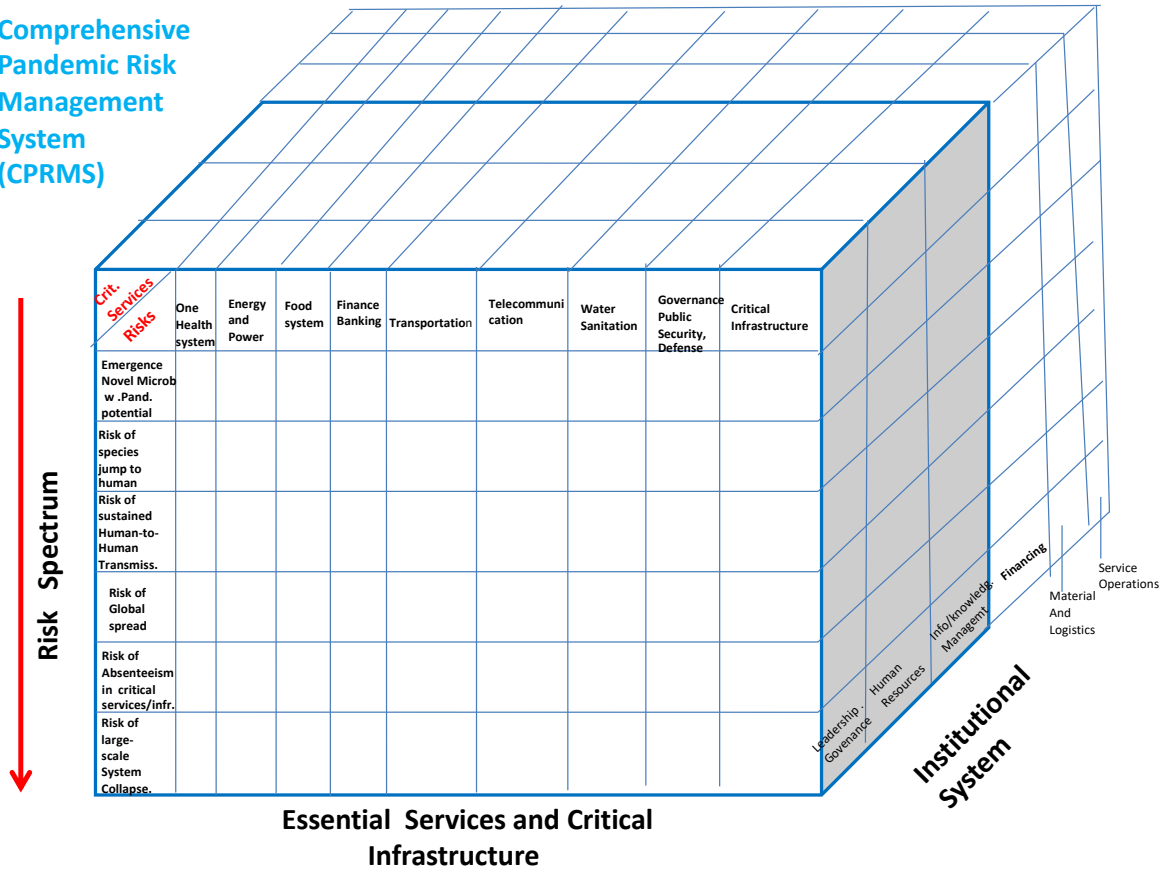 Comprehensive
Pandemic Risk
Management
System
(CPRMS)
Crit.
Services
Risks
One
Health
system
Energy
and
Power
Food
system
Finance
Banking
Transportation
Telecommuni
cation
Water
Sanitation
Governance
Public
Security,
Defense
Critical
Infrastructure
Emergence
Novel Microb
w .Pand.
potential
Risk of
species
jump to
human
Risk of
sustained
Human-to-
Human
Transmiss.
Risk of
Global
spread
Risk of
Absenteeism
in critical
services/infr.
Risk of
large-
scale
System
Collapse.
Risk Spectrum
Leadership .
Govenance
Human
Resources
Info/knowledg.
Managemt
Financing
Material
And
Logistics
Service
Operations
Institutional
System
Essential Services and Critical
Infrastructure